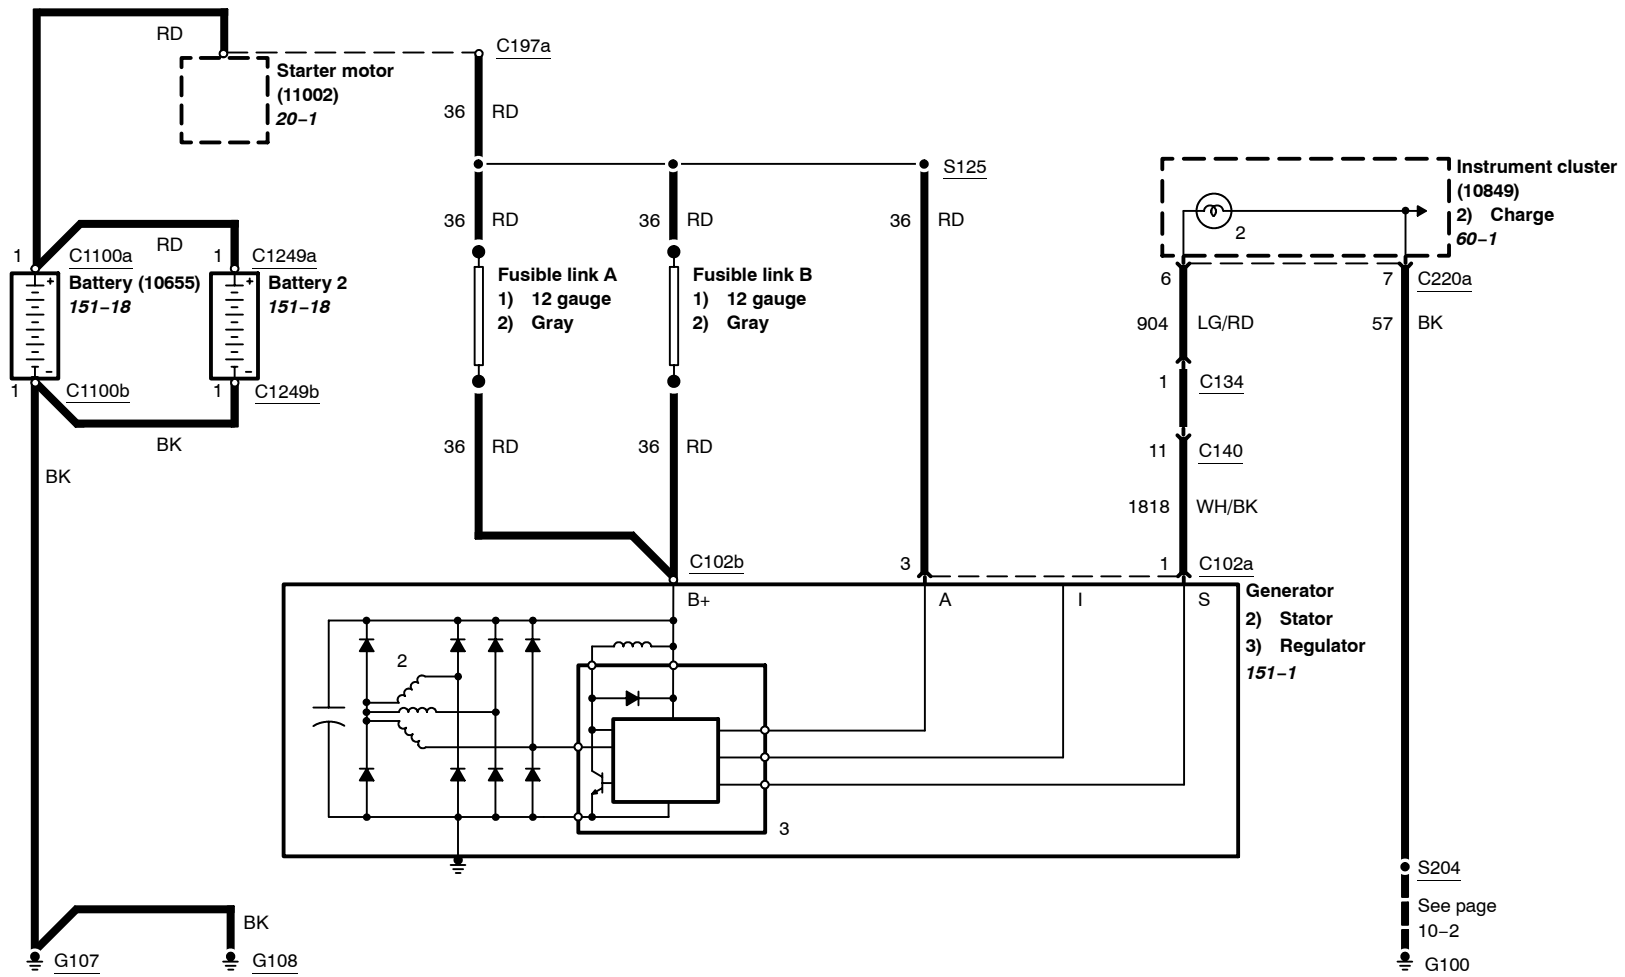 RD
C197a
Starter motor
(11002)
20−1
36 RD
S125
Instrument cluster
(10849)
2) Charge
60−1
2
36 RD
36 RD
36 RD
RD
1 C1100a
1 C1249a
Battery (10655)
151−18
Battery 2
151−18
+
−
+
−
Fusible link A
1) 12 gauge
2) Gray
Fusible link B
1) 12 gauge
2) Gray
6
7 C220a
904 LG/RD
57 BK
1 C1100b
1 C1249b
1 C134
BK
36 RD
36 RD
11 C140
BK
1818 WH/BK
C102b
3
1 C102a
B+
A
I
S
Generator
2) Stator
3) Regulator
151−1
2
3
S204
See page
10−2
BK
G107
G108
G100